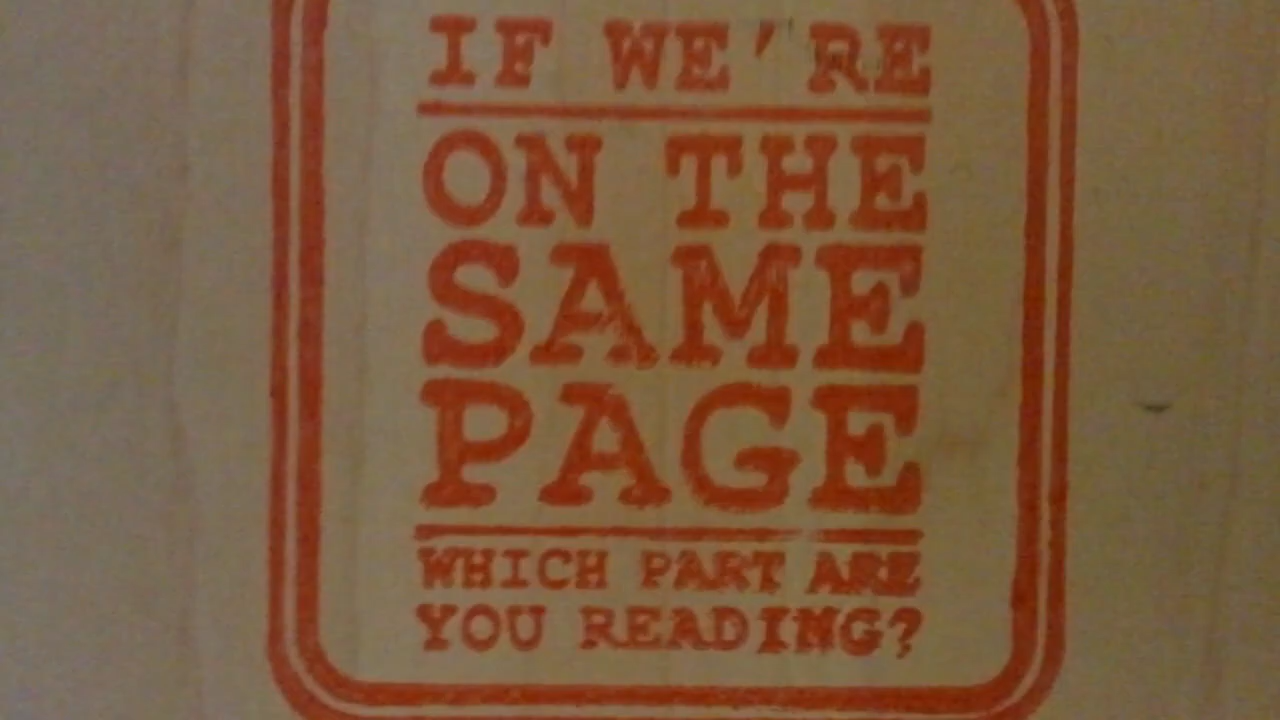 IF WE'RE
ON THE
SAME
PAGE
WHICH PART ARE
YOU READING?